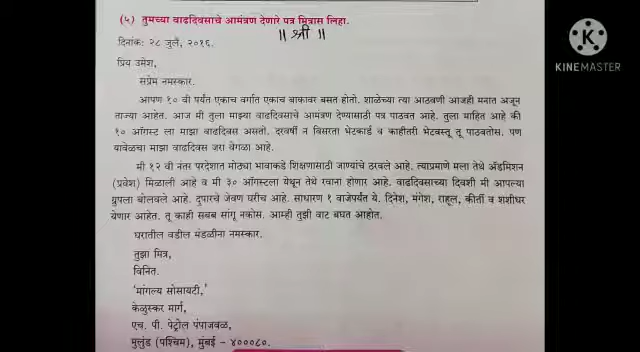 (५) तुमच्या वाढदिवसाचे आमंत्रण देणारे पत्र मित्रास लिहा.
|| श्री ||
दिनांक: २८ जुलै, २०१६.
प्रिय उमेश,
सप्रेम नमस्कार.
आपण १० वी पर्यंत एकाच वर्गात एकाच बाकावर बसत होतो. शाळेच्या त्या आठवणी आजही मनात अजून
ताज्या आहेत. आज मी तुला माझ्या वाढदिवसाचे आमंत्रण देण्यासाठी पत्र पाठवत आहे. तुला माहित आहे की
१० ऑगस्ट ला माझा वाढदिवस असतो. दरवर्षी न विसरता भेटकार्ड व काहीतरी भेटवस्तू तू पाठवतोस. पण
यावेळचा माझा वाढदिवस जरा वेगळा आहे.
मी १२ वी नंतर परदेशात मोठ्या भावाकडे शिक्षणासाठी जाण्यांचे ठरवले आहे. त्याप्रमाणे मला तेथे ॲडमिशन
(प्रवेश) मिळाली आहे व मी ३० ऑगस्टला येथून तेथे रवाना होणार आहे. वाढदिवसाच्या दिवशी मी आपल्या
ग्रुपला बोलवले आहे. दुपारचे जेवण घरीच आहे. साधारण १ वाजेपर्यंत ये. दिनेश, मंगेश, राहूल, कीर्ती व शशीधर
येणार आहेत. तू काही सबब सांगू नकोस. आम्ही तुझी वाट बघत आहोत.
घरातील वडील मंडळींना नमस्कार.
तुझा मित्र,
विनित.
'मांगल्य सोसायटी,'
केळुस्कर मार्ग,
एच. पी. पेट्रोल पंपाजवळ,
मुलुंड (पश्चिम), मुंबई - ४०००८०.
KINEMASTER